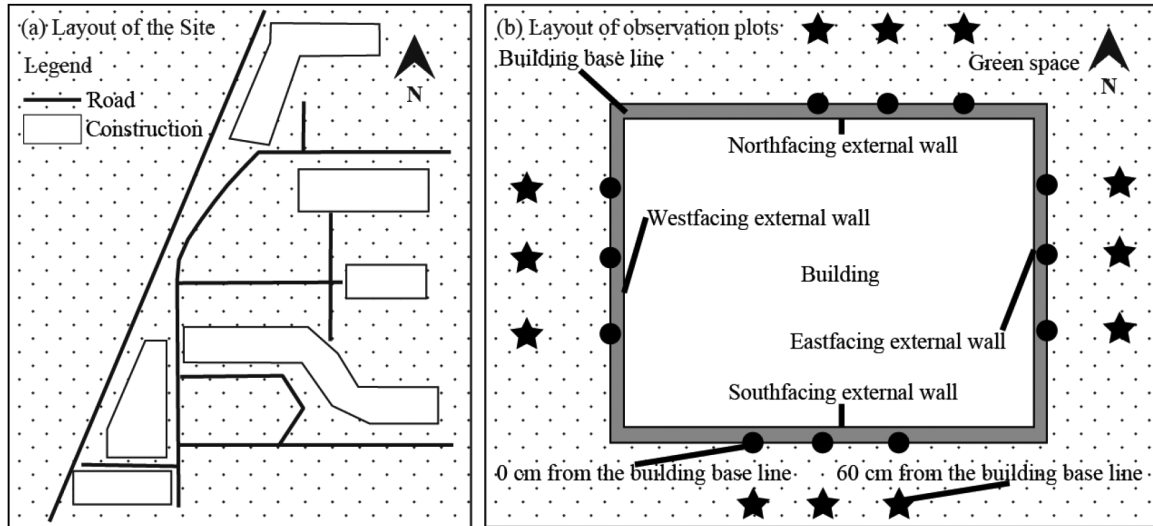 (a) Layout of the Site
Legend
Road
Construction
N
(b) Layout of observation plots
Building base line
Green space
N
Northfacing external wall
Westfacing external wall
Building
Eastfacing external wall
Southfacing external wall
0 cm from the building base line
60 cm from the building base line